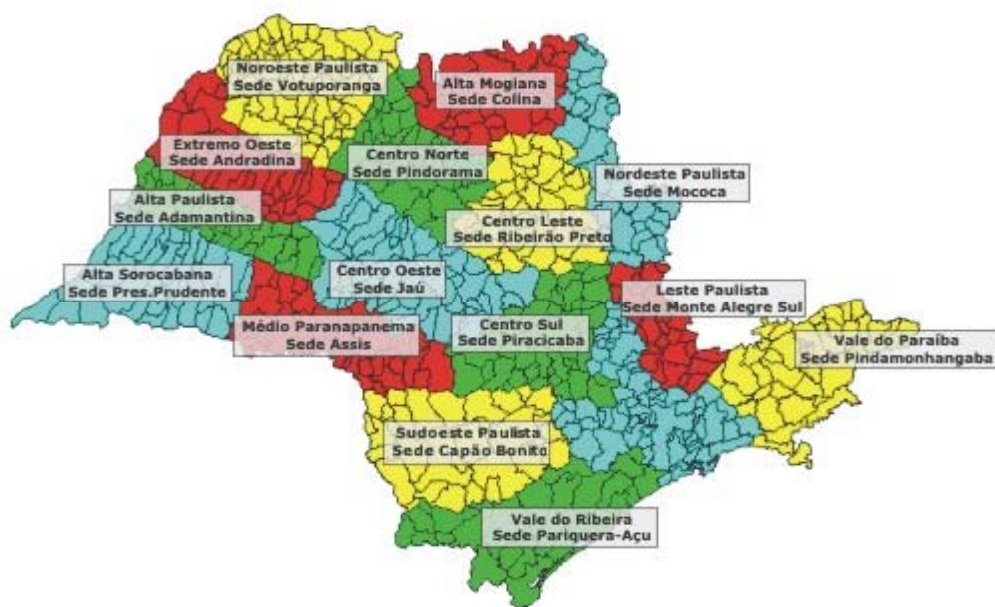 Noroeste Paulista
Sede Votuporanga
Alta Mogiana
Sede Colina
Extremo Oeste
Sede Andradina
Centro Norte
Sede Pindorama
Nordeste Paulista
Sede Mococa
Alta Paulista
Sede Adamantina
Centro Leste
Sede Ribeirão Preto
Alta Sorocabana
Sede Pres.Prudente
Centro Oeste
Sede Jaú
Leste Paulista
Sede Monte Alegre Sul
Médio Paranapanema
Sede Assis
Centro Sul
Sede Piracicaba
Vale do Paraíba
Sede Pindamonhangaba
Sudoeste Paulista
Sede Capão Bonito
Vale do Ribeira
Sede Pariquera-Açu